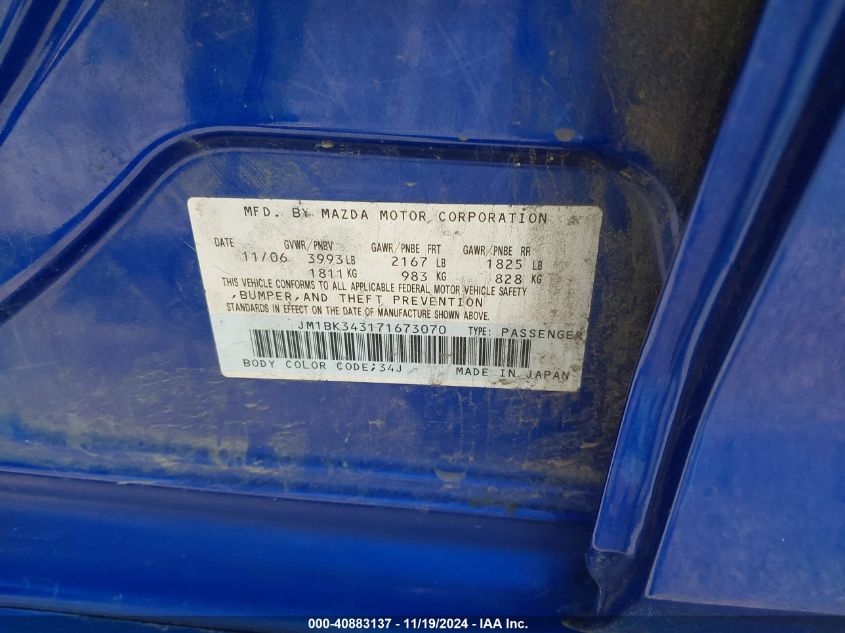 MFD. BY MAZDA MOTOR CORPORATION
DATE GVWR/PNBV GAWR/PNBE FRT GAWR/PNBE RR
11/06 3993LB 2167 LB 1825 LB
1811KG 983 KG 828 KG
THIS VEHICLE CONFORMS TO ALL APPLICABLE FEDERAL MOTOR VEHICLE SAFETY
,BUMPER,AND THEFT PREVENTION
STANDARDS IN EFFECT ON THE DATE OF MANUFACTURE SHOWN ABOVE.
JM1BK343171673070 TYPE: PASSENGER
BODY COLOR CODE;34J MADE IN JAPAN
000-40883137 - 11/19/2024 - IAA Inc.